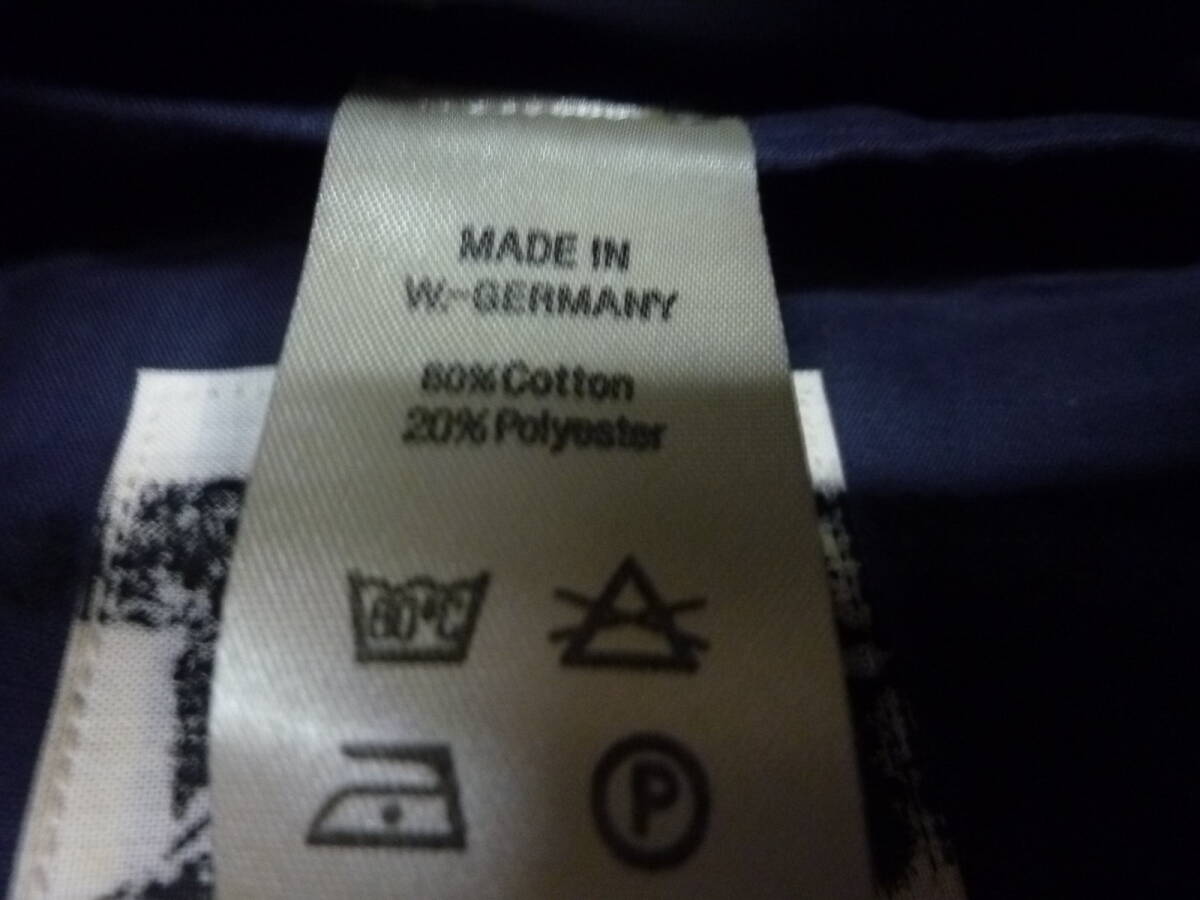 MADE IN
W.-GERMANY
80% Cotton
20% Polyester
60°C
P